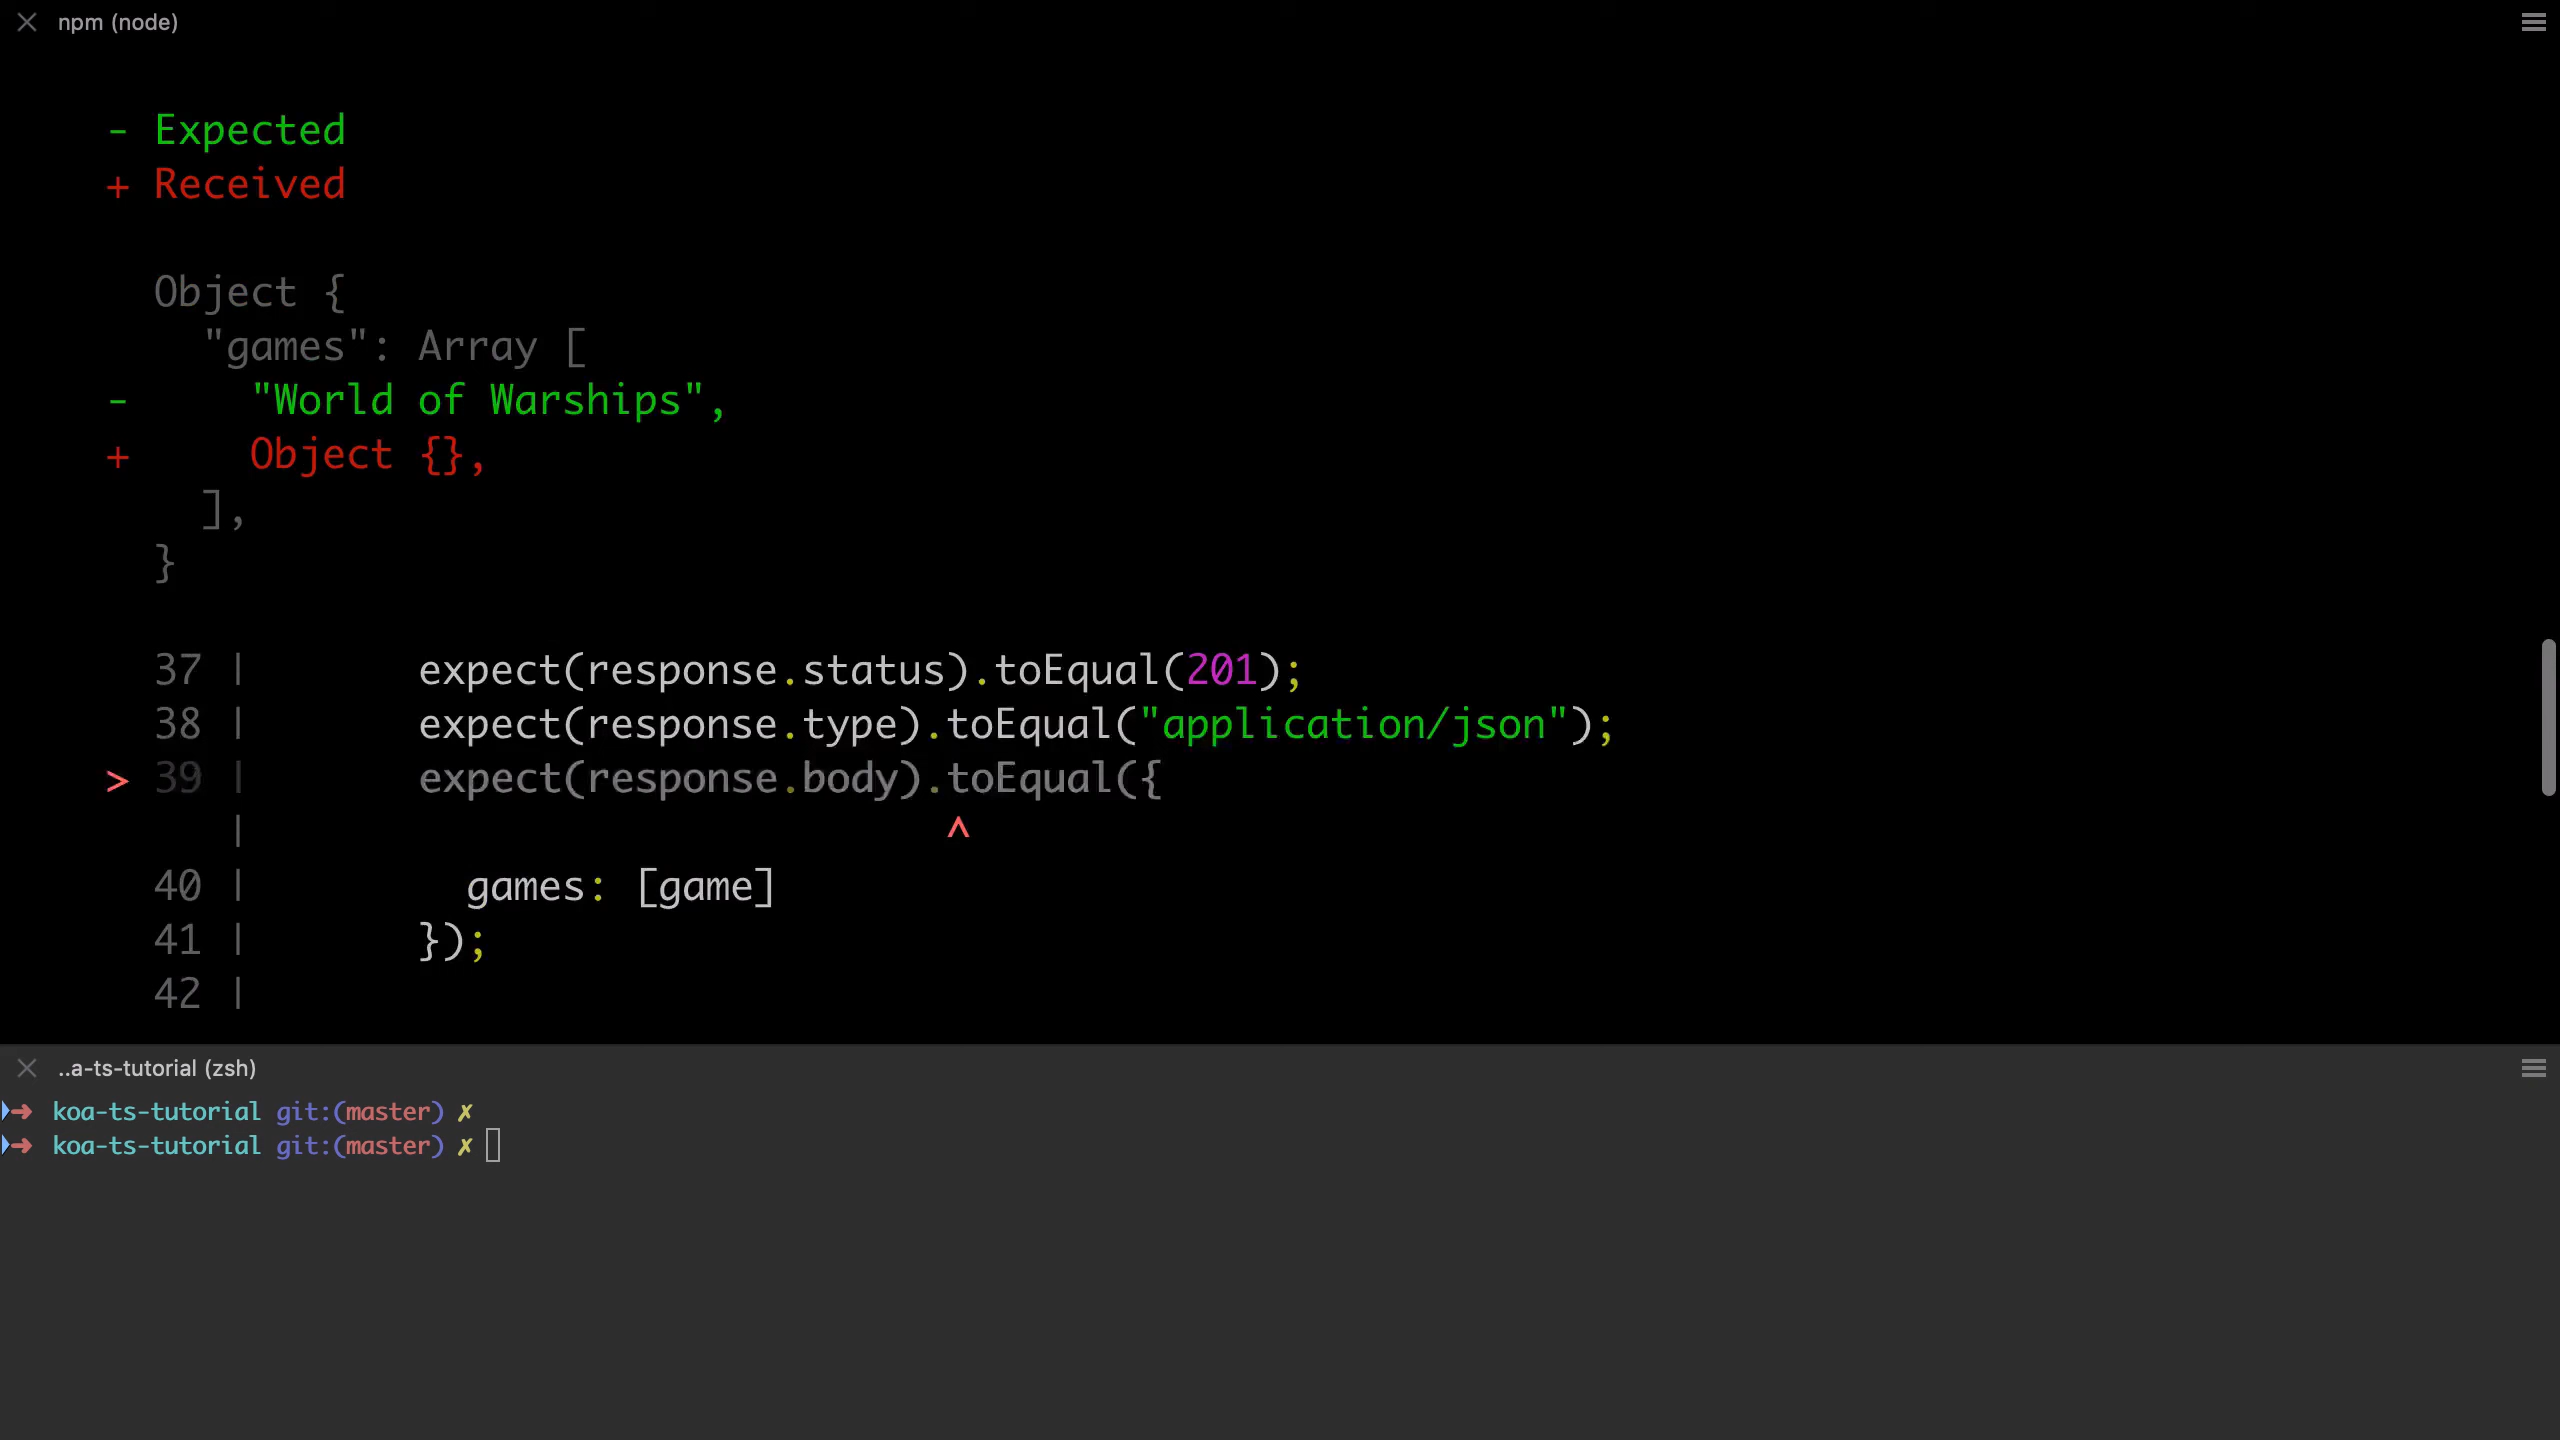 npm (node)
- Expected
+ Received
Object {
"games": Array [
- "World of Warships",
+ Object {},
],
}
37 | expect(response.status).toEqual(201);
38 | expect(response.type).toEqual("application/json");
> 39 | expect(response.body).toEqual({
| ^
40 | games: [game]
41 | });
42 |
..a-ts-tutorial (zsh)
➜ koa-ts-tutorial git:(master) ✗
➜ koa-ts-tutorial git:(master) ✗